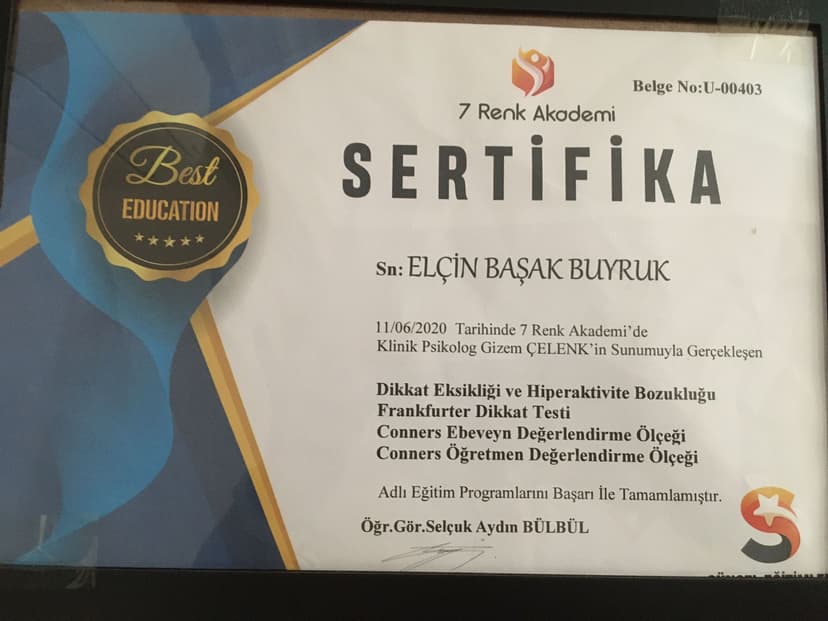 Belge No:U-00403
7 Renk Akademi
SERTİFİKA
Best
EDUCATION
Sn: ELÇİN BAŞAK BUYRUK
11/06/2020 Tarihinde 7 Renk Akademi'de
Klinik Psikolog Gizem ÇELENK'in Sunumuyla Gerçekleşen
Dikkat Eksikliği ve Hiperaktivite Bozukluğu
Frankfurter Dikkat Testi
Conners Ebeveyn Değerlendirme Ölçeği
Conners Öğretmen Değerlendirme Ölçeği
Adlı Eğitim Programlarını Başarı İle Tamamlamıştır.
Öğr.Gör.Selçuk Aydın BÜLBÜL